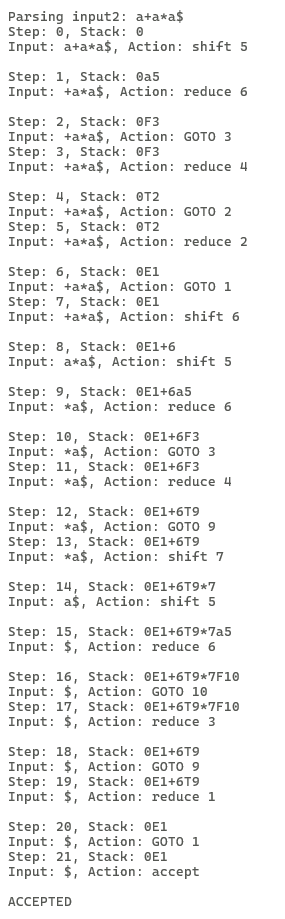 Parsing input2: a+a*a$
Step: 0, Stack: 0
Input: a+a*a$, Action: shift 5
Step: 1, Stack: 0a5
Input: +a*a$, Action: reduce 6
Step: 2, Stack: 0F3
Input: +a*a$, Action: GOTO 3
Step: 3, Stack: 0F3
Input: +a*a$, Action: reduce 4
Step: 4, Stack: 0T2
Input: +a*a$, Action: GOTO 2
Step: 5, Stack: 0T2
Input: +a*a$, Action: reduce 2
Step: 6, Stack: 0E1
Input: +a*a$, Action: GOTO 1
Step: 7, Stack: 0E1
Input: +a*a$, Action: shift 6
Step: 8, Stack: 0E1+6
Input: a*a$, Action: shift 5
Step: 9, Stack: 0E1+6a5
Input: *a$, Action: reduce 6
Step: 10, Stack: 0E1+6F3
Input: *a$, Action: GOTO 3
Step: 11, Stack: 0E1+6F3
Input: *a$, Action: reduce 4
Step: 12, Stack: 0E1+6T9
Input: *a$, Action: GOTO 9
Step: 13, Stack: 0E1+6T9
Input: *a$, Action: shift 7
Step: 14, Stack: 0E1+6T9*7
Input: a$, Action: shift 5
Step: 15, Stack: 0E1+6T9*7a5
Input: $, Action: reduce 6
Step: 16, Stack: 0E1+6T9*7F10
Input: $, Action: GOTO 10
Step: 17, Stack: 0E1+6T9*7F10
Input: $, Action: reduce 3
Step: 18, Stack: 0E1+6T9
Input: $, Action: GOTO 9
Step: 19, Stack: 0E1+6T9
Input: $, Action: reduce 1
Step: 20, Stack: 0E1
Input: $, Action: GOTO 1
Step: 21, Stack: 0E1
Input: $, Action: accept
ACCEPTED